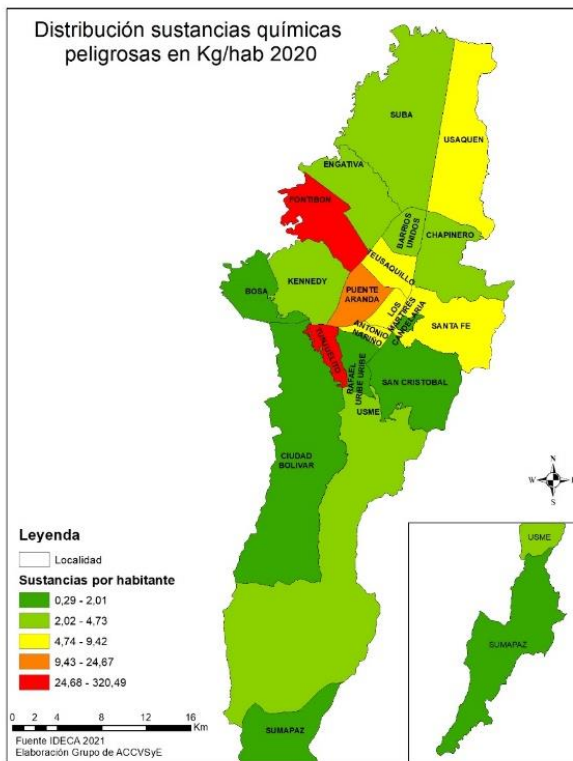 Distribución sustancias químicas
peligrosas en Kg/hab 2020
SUBA
USAQUEN
ENGATIVA
FONTIBON
BARRIOS
UNIDOS
CHAPINERO
TEUSAQUILLO
KENNEDY
BOSA
PUENTE
ARANDA
LOS
MARTIRES
CANDELARIA
SANTA FE
ANTONIO
NARIÑO
TUNJUELITO
RAFAEL
URIBE URIBE
SAN CRISTOBAL
USME
CIUDAD
BOLIVAR
N
W
E
S
Leyenda
Localidad
Sustancias por habitante
0,29 - 2,01
2,02 - 4,73
4,74 - 9,42
9,43 - 24,67
24,68 - 320,49
0 2 4 8 12 16
Km
Fuente IDECA 2021
Elaboración Grupo de ACCVSyE
SUMAPAZ
USME
SUMAPAZ